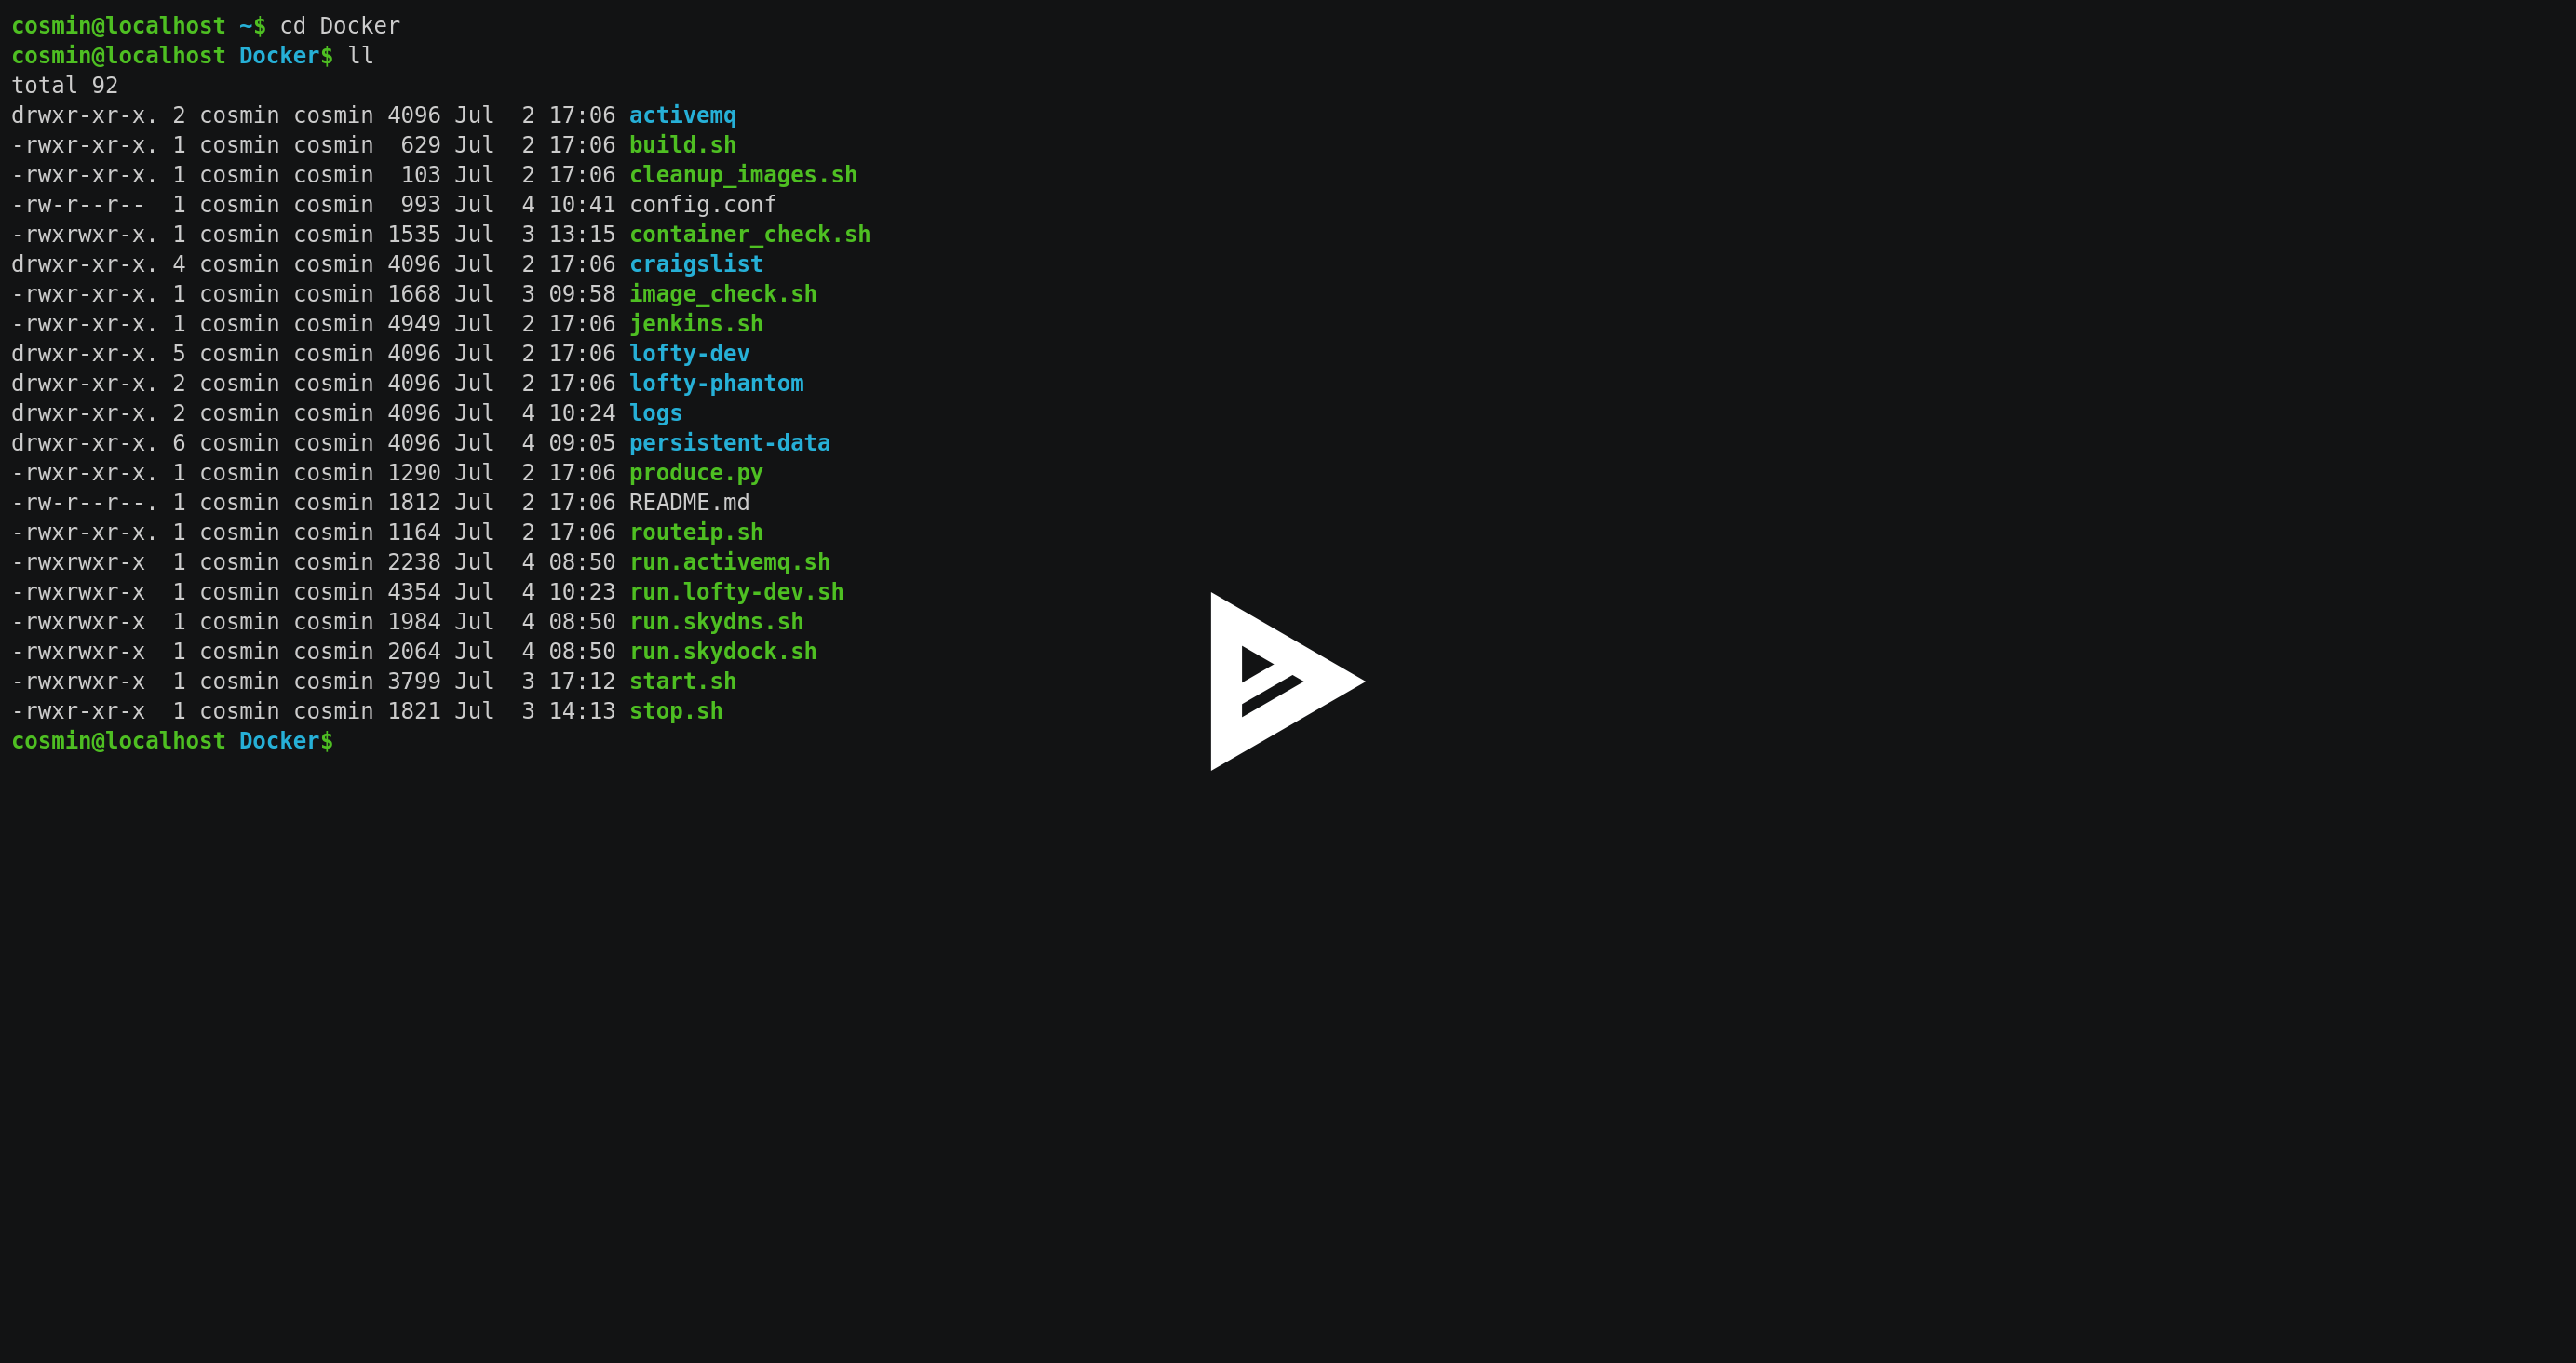 cosmin@localhost ~$ cd Docker
cosmin@localhost Docker$ ll
total 92
drwxr-xr-x. 2 cosmin cosmin 4096 Jul  2 17:06 activemq
-rwxr-xr-x. 1 cosmin cosmin  629 Jul  2 17:06 build.sh
-rwxr-xr-x. 1 cosmin cosmin  103 Jul  2 17:06 cleanup_images.sh
-rw-r--r--  1 cosmin cosmin  993 Jul  4 10:41 config.conf
-rwxrwxr-x. 1 cosmin cosmin 1535 Jul  3 13:15 container_check.sh
drwxr-xr-x. 4 cosmin cosmin 4096 Jul  2 17:06 craigslist
-rwxr-xr-x. 1 cosmin cosmin 1668 Jul  3 09:58 image_check.sh
-rwxr-xr-x. 1 cosmin cosmin 4949 Jul  2 17:06 jenkins.sh
drwxr-xr-x. 5 cosmin cosmin 4096 Jul  2 17:06 lofty-dev
drwxr-xr-x. 2 cosmin cosmin 4096 Jul  2 17:06 lofty-phantom
drwxr-xr-x. 2 cosmin cosmin 4096 Jul  4 10:24 logs
drwxr-xr-x. 6 cosmin cosmin 4096 Jul  4 09:05 persistent-data
-rwxr-xr-x. 1 cosmin cosmin 1290 Jul  2 17:06 produce.py
-rw-r--r--. 1 cosmin cosmin 1812 Jul  2 17:06 README.md
-rwxr-xr-x. 1 cosmin cosmin 1164 Jul  2 17:06 routeip.sh
-rwxrwxr-x  1 cosmin cosmin 2238 Jul  4 08:50 run.activemq.sh
-rwxrwxr-x  1 cosmin cosmin 4354 Jul  4 10:23 run.lofty-dev.sh
-rwxrwxr-x  1 cosmin cosmin 1984 Jul  4 08:50 run.skydns.sh
-rwxrwxr-x  1 cosmin cosmin 2064 Jul  4 08:50 run.skydock.sh
-rwxrwxr-x  1 cosmin cosmin 3799 Jul  3 17:12 start.sh
-rwxr-xr-x  1 cosmin cosmin 1821 Jul  3 14:13 stop.sh
cosmin@localhost Docker$